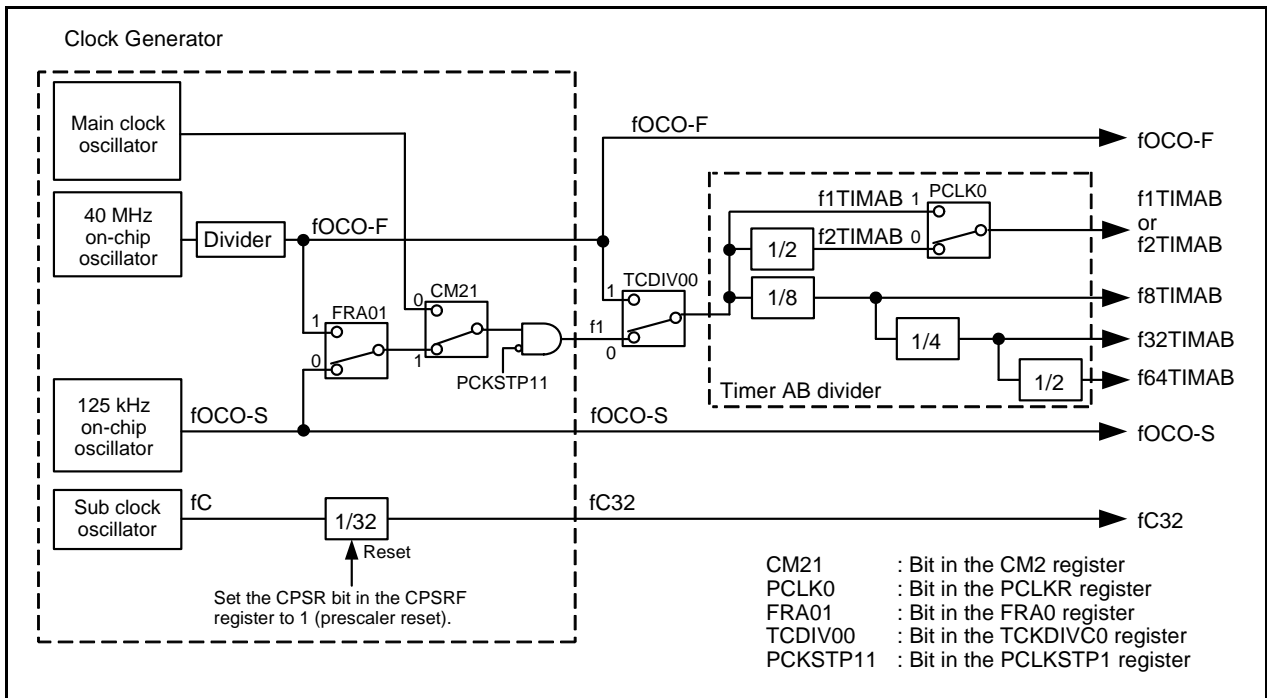 Clock Generator
Main clock
oscillator
fOCO-F
fOCO-F
40 MHz
on-chip
oscillator
Divider
fOCO-F
f1TIMAB
1
PCLK0
f2TIMAB
0
1/2
f1TIMAB
or
f2TIMAB
FRA01
1
0
CM21
0
1
PCKSTP11
f1
TCDIV00
1
0
1/8
f8TIMAB
1/4
f32TIMAB
1/2
f64TIMAB
Timer AB divider
125 kHz
on-chip
oscillator
fOCO-S
fOCO-S
fOCO-S
Sub clock
oscillator
fC
1/32
fC32
fC32
Reset
Set the CPSR bit in the CPSRF
register to 1 (prescaler reset).
CM21 : Bit in the CM2 register
PCLK0 : Bit in the PCLKR register
FRA01 : Bit in the FRA0 register
TCDIV00 : Bit in the TCKDIVC0 register
PCKSTP11 : Bit in the PCLKSTP1 register